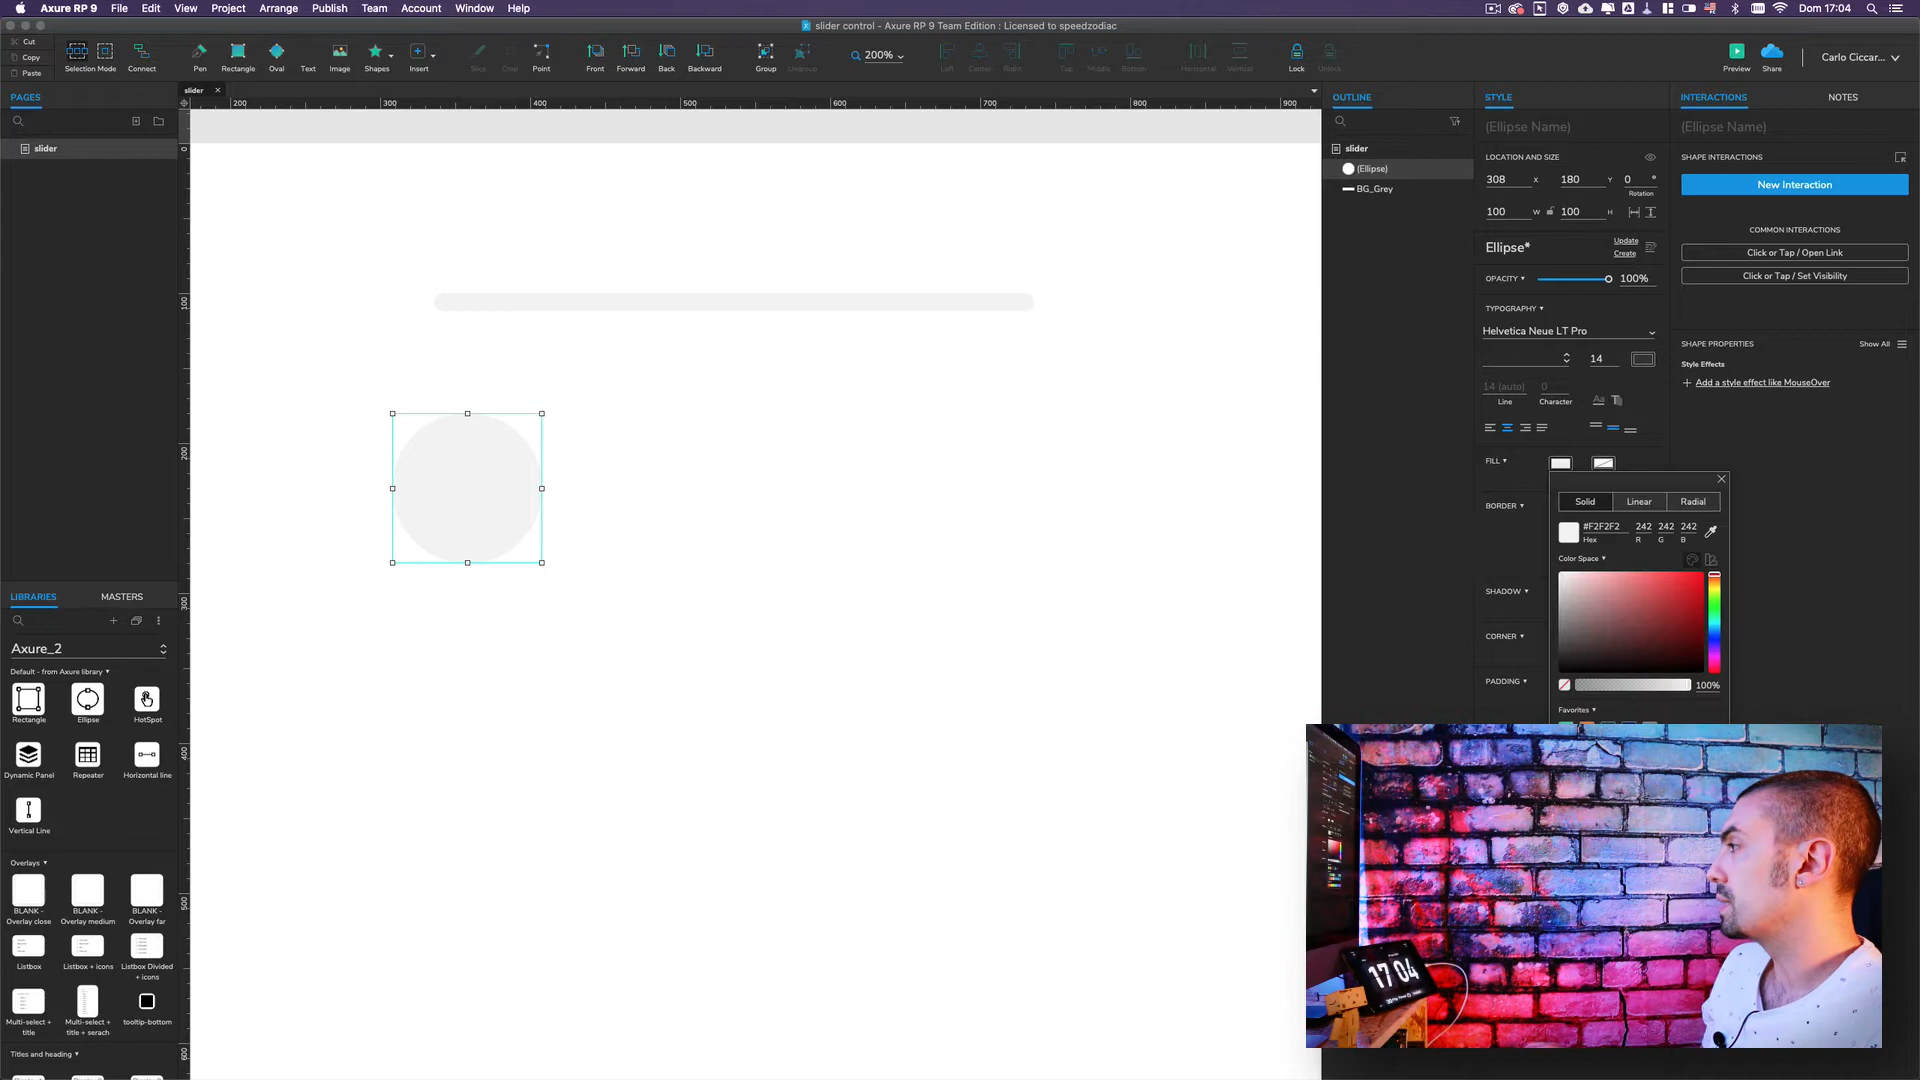 Axure RP 9 File Edit View Project Arrange Publish Team Account Window Help Dom 17:04
slider control - Axure RP 9 Team Edition : Licensed to speedzodiac
Cut
Copy
Paste
Selection Mode Connect Pen Rectangle Oval Text Image Shapes Insert Slice Crop Point Front Forward Back Backward Group Ungroup 200% Left Center Right Top Middle Bottom Horizontal Vertical Lock Unlock Preview Share Carlo Ciccar...
PAGES
slider
slider
200 300 400 500 600 700 800 900
0
100
200
300
400
500
600
LIBRARIES MASTERS
Axure_2
Default - from Axure library
Rectangle Ellipse HotSpot
Dynamic Panel Repeater Horizontal line
Vertical Line
Overlays
BLANK - Overlay close BLANK - Overlay medium BLANK - Overlay far
Listbox Listbox + icons Listbox Divided + icons
Multi-select + title Multi-select + title + serach tooltip-bottom
Titles and heading
OUTLINE
slider
(Ellipse)
BG_Grey
STYLE
(Ellipse Name)
LOCATION AND SIZE
308 X 180 Y 0 °
Rotation
100 W 100 H
Ellipse* Update
Create
OPACITY 100%
TYPOGRAPHY
Helvetica Neue LT Pro
14
14 (auto) 0
Line Character
FILL
BORDER
SHADOW
CORNER
PADDING
Solid Linear Radial
#F2F2F2 242 242 242
Hex R G B
Color Space
100%
Favorites
INTERACTIONS NOTES
(Ellipse Name)
SHAPE INTERACTIONS
New Interaction
COMMON INTERACTIONS
Click or Tap / Open Link
Click or Tap / Set Visibility
SHAPE PROPERTIES Show All
Style Effects
Add a style effect like MouseOver
17 04